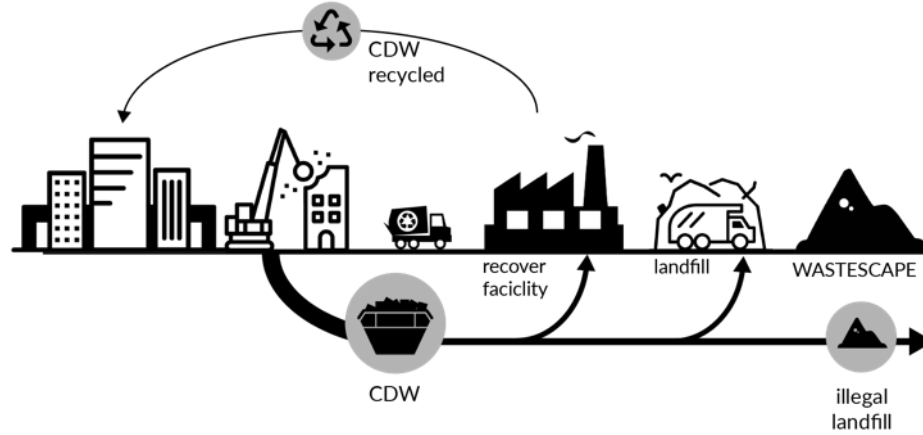 CDW
recycled
recover
faciclity
landfill
WASTESCAPE
CDW
illegal
landfill